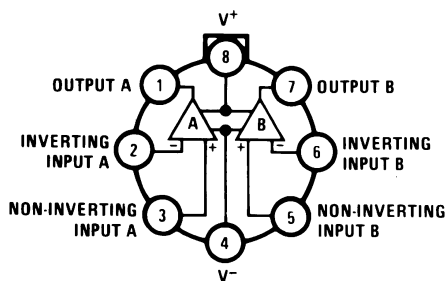 V+
8
OUTPUT A
1
7
OUTPUT B
A
B
INVERTING
INPUT A
2
−
+
+
−
6
INVERTING
INPUT B
NON-INVERTING
INPUT A
3
5
NON-INVERTING
INPUT B
4
V−